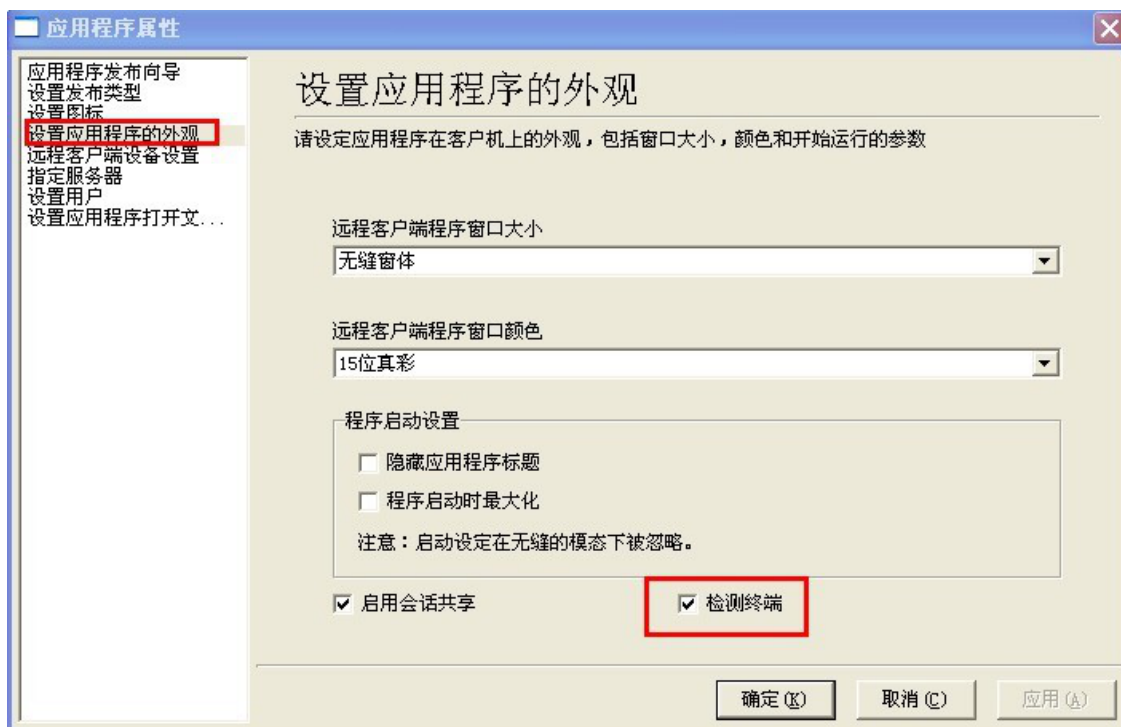 应用程序属性
应用程序发布向导
设置发布类型
设置图标
设置应用程序的外观
远程客户端设备设置
指定服务器
设置用户
设置应用程序打开文...
设置应用程序的外观
请设定应用程序在客户机上的外观，包括窗口大小，颜色和开始运行的参数
远程客户端程序窗口大小
无缝窗体
远程客户端程序窗口颜色
15位真彩
程序启动设置
隐藏应用程序标题
程序启动时最大化
注意：启动设定在无缝的模态下被忽略。
启用会话共享 检测终端
确定(K) 取消(C) 应用(A)